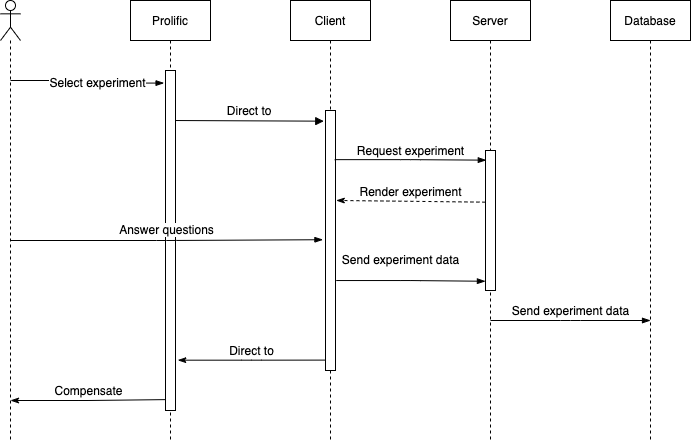 Prolific
Client
Server
Database
Select experiment
Direct to
Request experiment
Render experiment
Answer questions
Send experiment data
Send experiment data
Direct to
Compensate